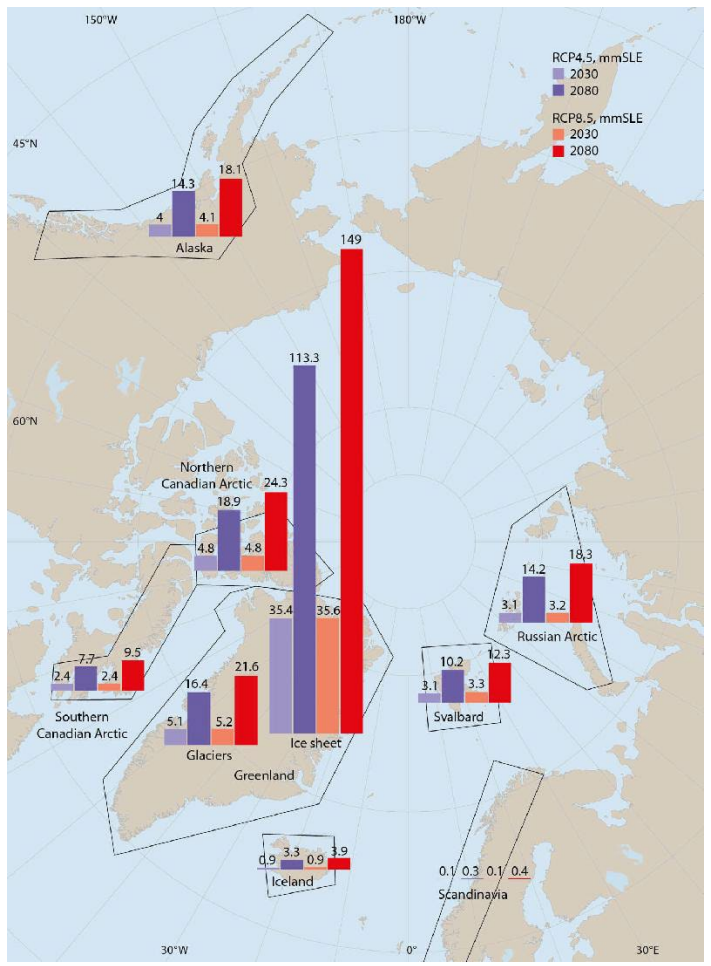 150°W
180°W
RCP4.5, mmSLE
2030
2080
RCP8.5, mmSLE
2030
2080
45°N
14.3
18.1
4
4.1
Alaska
149
113.3
60°N
Northern
Canadian Arctic
24.3
18.9
4.8
4.8
18.3
14.2
3.1
3.2
Russian Arctic
35.4
35.6
7.7
9.5
2.4
2.4
Southern
Canadian Arctic
21.6
16.4
5.1
5.2
Glaciers
Ice sheet
Greenland
12.3
10.2
3.1
3.3
Svalbard
3.3
3.9
0.9
0.9
Iceland
0.1
0.3
0.1
0.4
Scandinavia
30°W
0°
30°E